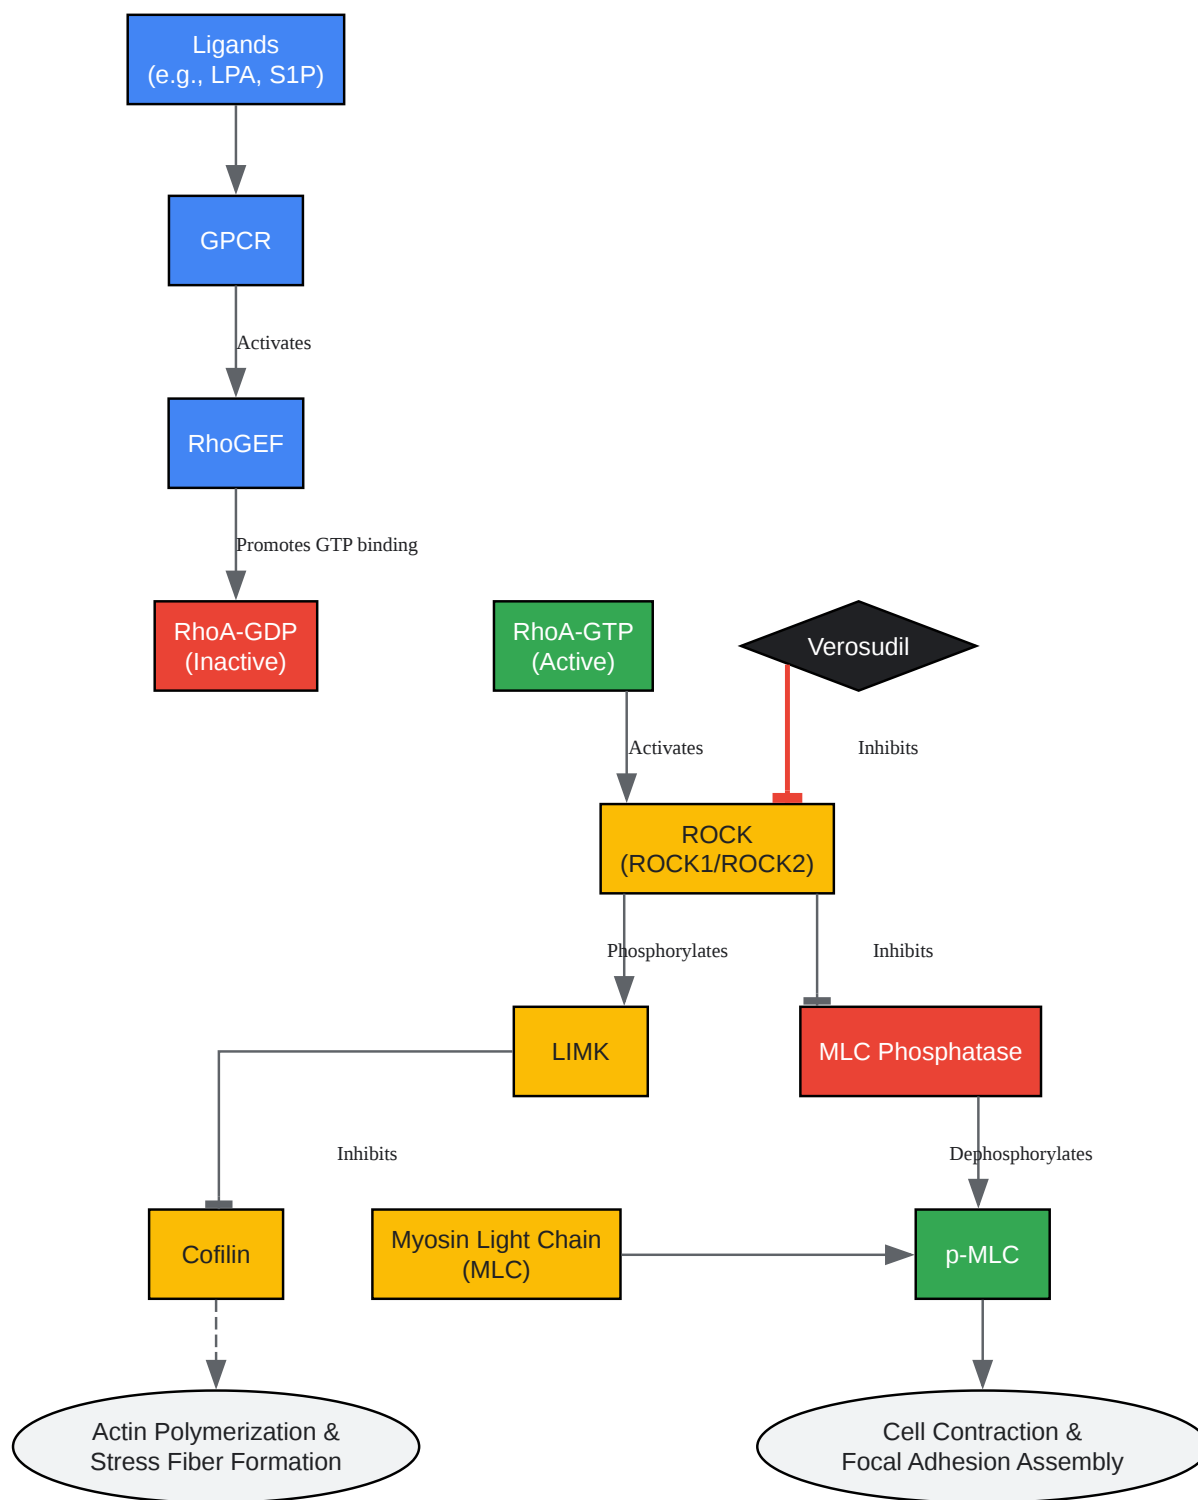 Ligands
(e.g., LPA, S1P)
GPCR
Activates
RhoGEF
Promotes GTP binding
RhoA-GDP
(Inactive)
RhoA-GTP
(Active)
Verosudil
Activates
Inhibits
ROCK
(ROCK1/ROCK2)
Phosphorylates
Inhibits
LIMK
MLC Phosphatase
Inhibits
Dephosphorylates
Cofilin
Myosin Light Chain
(MLC)
p-MLC
Actin Polymerization &
Stress Fiber Formation
Cell Contraction &
Focal Adhesion Assembly